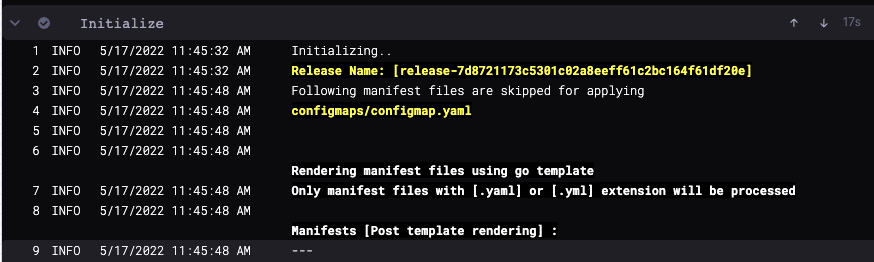 Initialize 17s
1 INFO 5/17/2022 11:45:32 AM Initializing..
2 INFO 5/17/2022 11:45:32 AM Release Name: [release-7d8721173c5301c02a8eeff61c2bc164f61df20e]
3 INFO 5/17/2022 11:45:48 AM Following manifest files are skipped for applying
4 INFO 5/17/2022 11:45:48 AM configmaps/configmap.yaml
5 INFO 5/17/2022 11:45:48 AM
6 INFO 5/17/2022 11:45:48 AM
Rendering manifest files using go template
7 INFO 5/17/2022 11:45:48 AM Only manifest files with [.yaml] or [.yml] extension will be processed
8 INFO 5/17/2022 11:45:48 AM
Manifests [Post template rendering] :
9 INFO 5/17/2022 11:45:48 AM ---